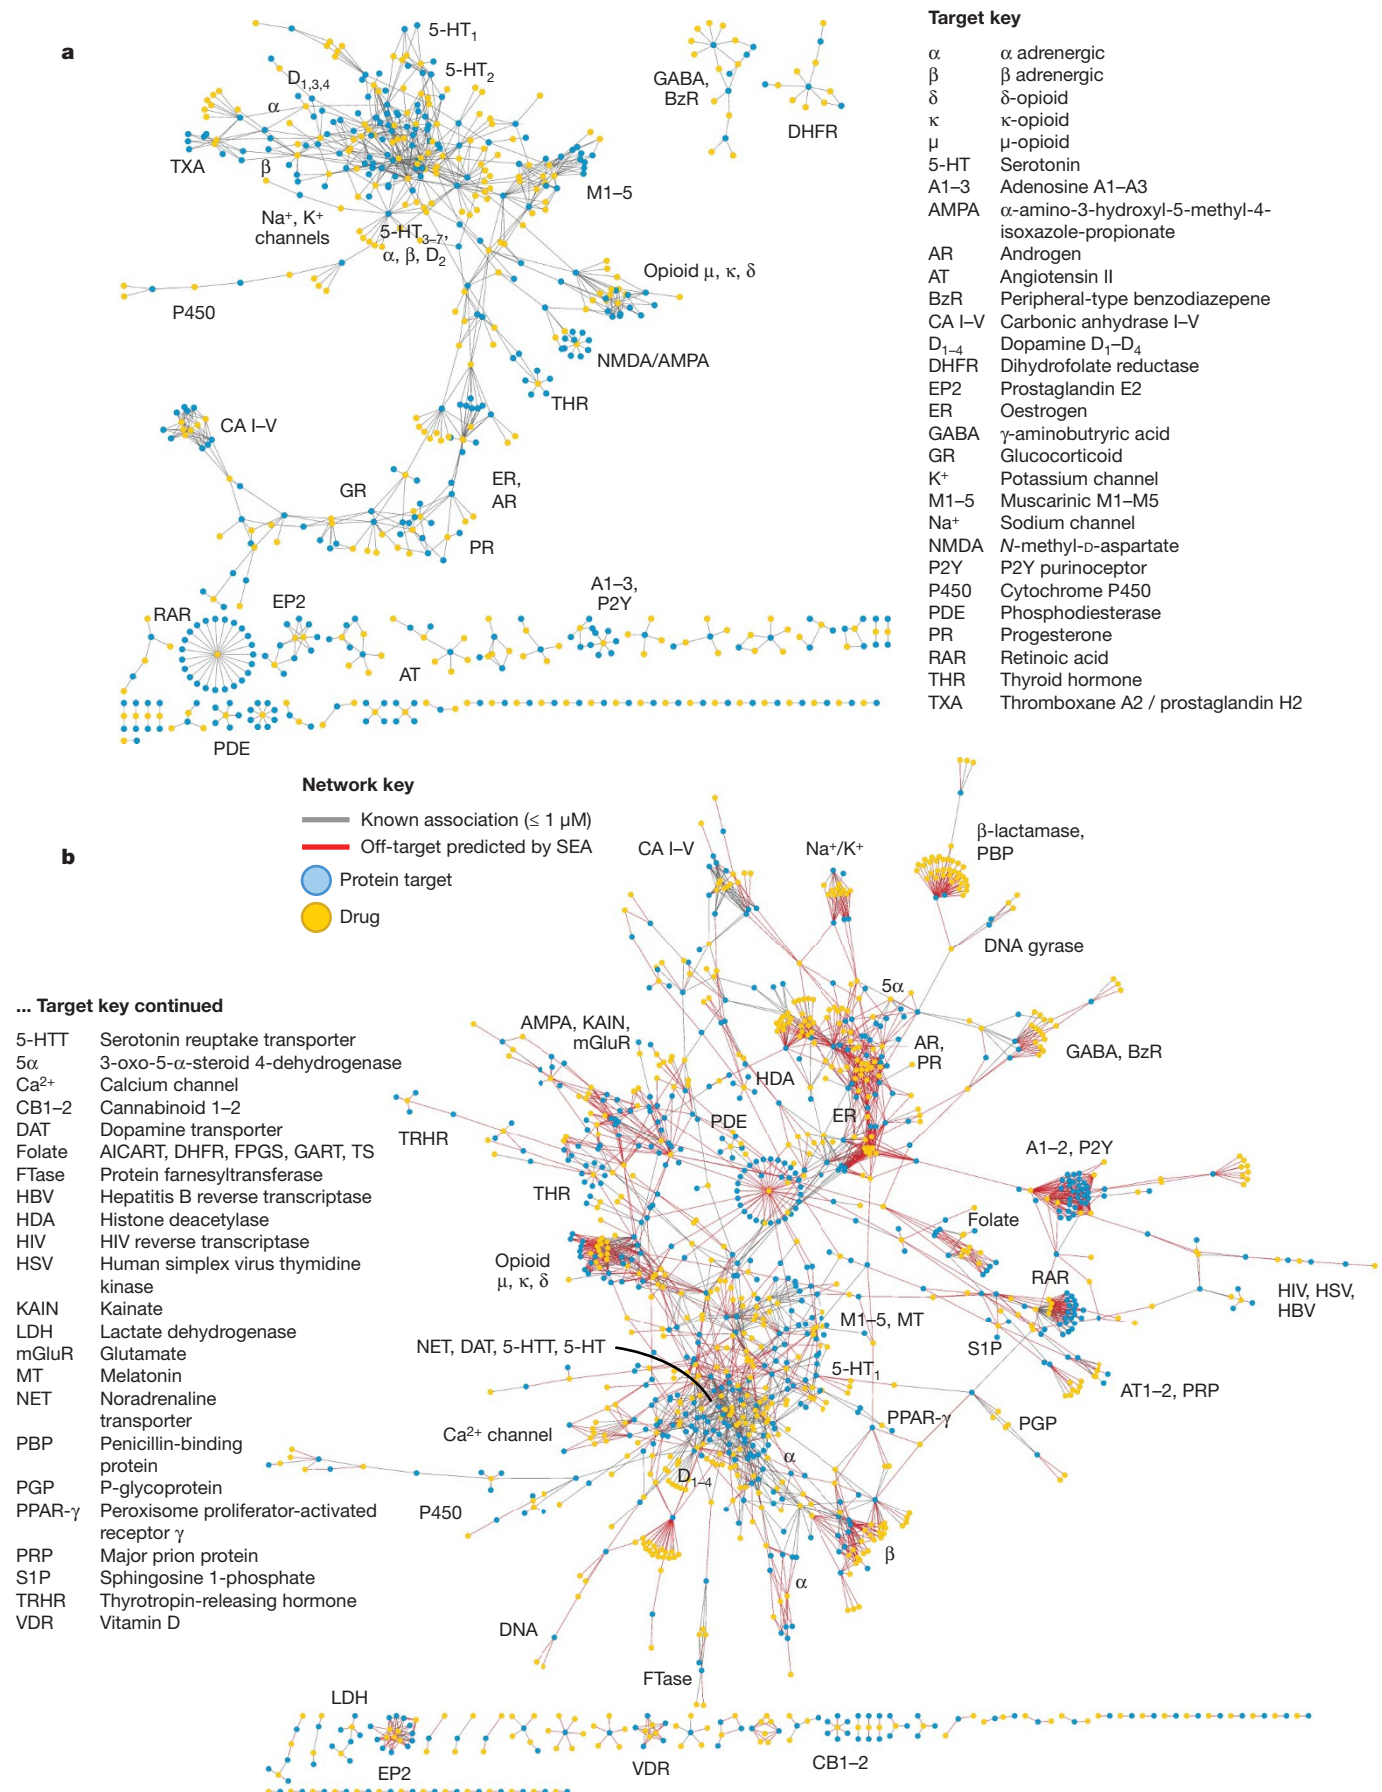 a
5-HT1
5-HT2
D1,3,4
α
TXA
β
Na+, K+
channels
5-HT3–7,
α, β, D2
M1–5
P450
Opioid μ, κ, δ
NMDA/AMPA
THR
CA I–V
GR
ER,
AR
PR
GABA,
BzR
DHFR
RAR
EP2
AT
A1–3,
P2Y
PDE
Target key
α α adrenergic
β β adrenergic
δ δ-opioid
κ κ-opioid
μ μ-opioid
5-HT Serotonin
A1–3 Adenosine A1–A3
AMPA α-amino-3-hydroxyl-5-methyl-4-
isoxazole-propionate
AR Androgen
AT Angiotensin II
BzR Peripheral-type benzodiazepene
CA I–V Carbonic anhydrase I–V
D1–4 Dopamine D1–D4
DHFR Dihydrofolate reductase
EP2 Prostaglandin E2
ER Oestrogen
GABA γ-aminobutryric acid
GR Glucocorticoid
K+ Potassium channel
M1–5 Muscarinic M1–M5
Na+ Sodium channel
NMDA N-methyl-D-aspartate
P2Y P2Y purinoceptor
P450 Cytochrome P450
PDE Phosphodiesterase
PR Progesterone
RAR Retinoic acid
THR Thyroid hormone
TXA Thromboxane A2 / prostaglandin H2
Network key
Known association (≤ 1 μM)
Off-target predicted by SEA
Protein target
Drug
b
... Target key continued
5-HTT Serotonin reuptake transporter
5α 3-oxo-5-α-steroid 4-dehydrogenase
Ca2+ Calcium channel
CB1–2 Cannabinoid 1–2
DAT Dopamine transporter
Folate AICART, DHFR, FPGS, GART, TS
FTase Protein farnesyltransferase
HBV Hepatitis B reverse transcriptase
HDA Histone deacetylase
HIV HIV reverse transcriptase
HSV Human simplex virus thymidine
kinase
KAIN Kainate
LDH Lactate dehydrogenase
mGluR Glutamate
MT Melatonin
NET Noradrenaline
transporter
PBP Penicillin-binding
protein
PGP P-glycoprotein
PPAR-γ Peroxisome proliferator-activated
receptor γ
PRP Major prion protein
S1P Sphingosine 1-phosphate
TRHR Thyrotropin-releasing hormone
VDR Vitamin D
CA I–V
Na+/K+
β-lactamase,
PBP
DNA gyrase
5α
AMPA, KAIN,
mGluR
AR,
PR
GABA, BzR
HDA
TRHR
PDE
ER
A1–2, P2Y
THR
Folate
Opioid
μ, κ, δ
RAR
HIV, HSV,
HBV
M1–5, MT
NET, DAT, 5-HTT, 5-HT
S1P
5-HT1
AT1–2, PRP
PPAR-γ
PGP
Ca2+ channel
α
D1–4
P450
β
α
DNA
FTase
LDH
EP2
VDR
CB1–2